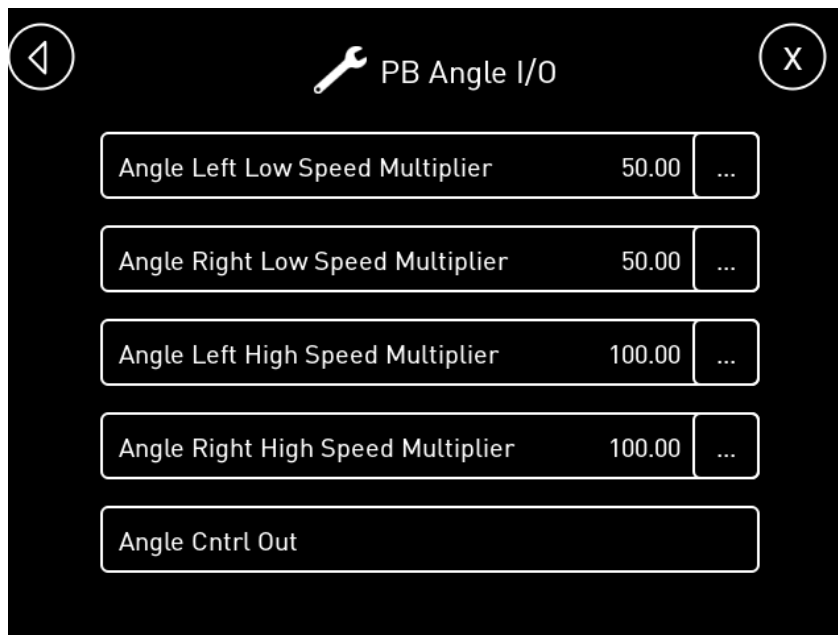 PB Angle I/O
X
Angle Left Low Speed Multiplier 50.00 ...
Angle Right Low Speed Multiplier 50.00 ...
Angle Left High Speed Multiplier 100.00 ...
Angle Right High Speed Multiplier 100.00 ...
Angle Cntrl Out